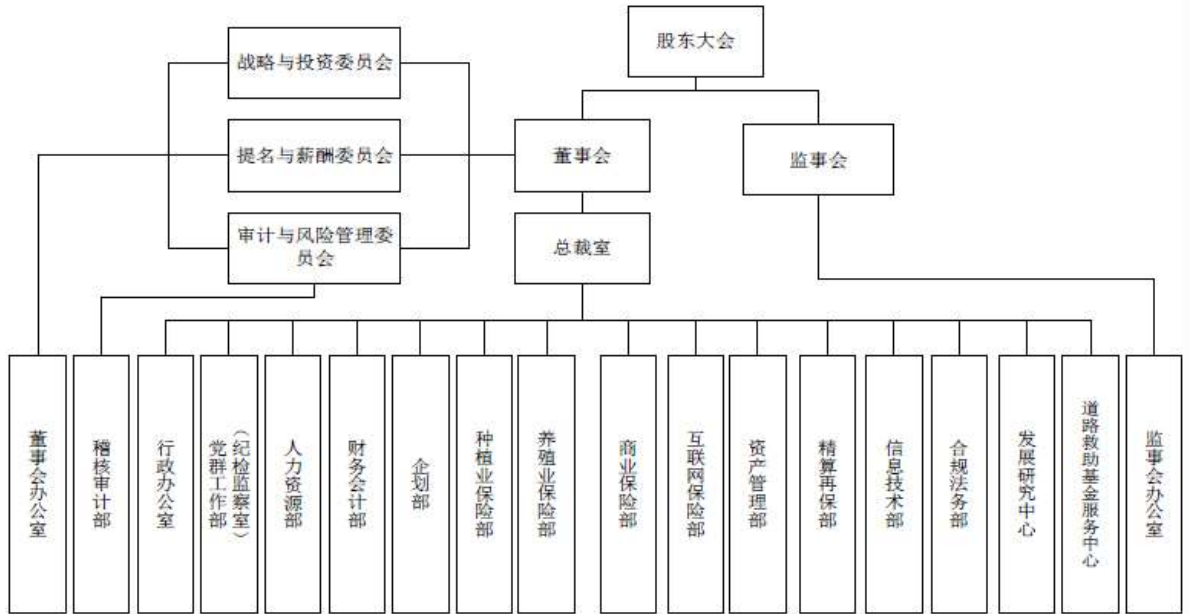 股东大会
战略与投资委员会
提名与薪酬委员会
董事会
监事会
审计与风险管理委
员会
总裁室
董事会办公室
稽核审计部
行政办公室
（纪检监察室）
党群工作部
人力资源部
财务会计部
企划部
种植业保险部
养殖业保险部
商业保险部
互联网保险部
资产管理部
精算再保部
信息技术部
合规法务部
发展研究中心
道路救助基金服务中心
监事会办公室